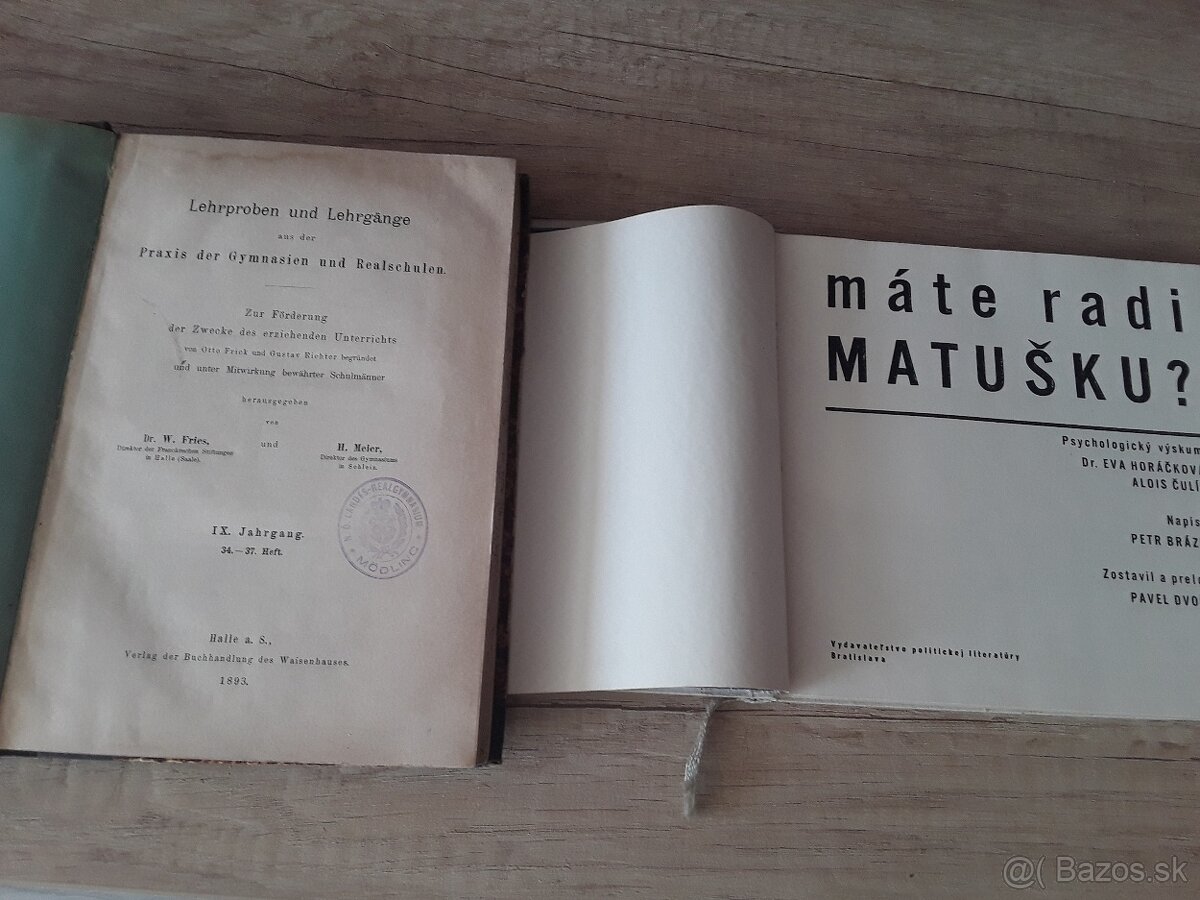 Lehrproben und Lehrgänge
aus der
Praxis der Gymnasien und Realschulen.
Zur Förderung
der Zwecke des erziehenden Unterrichts
von Otto Frick und Gustav Richter begründet
und unter Mitwirkung bewährter Schulmänner
herausgegeben
von
Dr. W. Fries,
Direktor der Franckeschen Stiftungen
in Halle (Saale).
und
H. Meier,
Direktor des Gymnasiums
in Schleiz.
N. Ö. LANDES-REALGYMNASIUM
MÖDLING
IX. Jahrgang.
34.—37. Heft.
Halle a. S.,
Verlag der Buchhandlung des Waisenhauses.
1893.
máte radi
MATUŠKU?
Psychologický výskum
Dr. EVA HORÁČKOVÁ
ALOIS ČULÍ
Napís
PETR BRÁZ
Zostavil a prelo
PAVEL DVO
Vydavateľstvo politickej literatúry
Bratislava
@( Bazos.sk